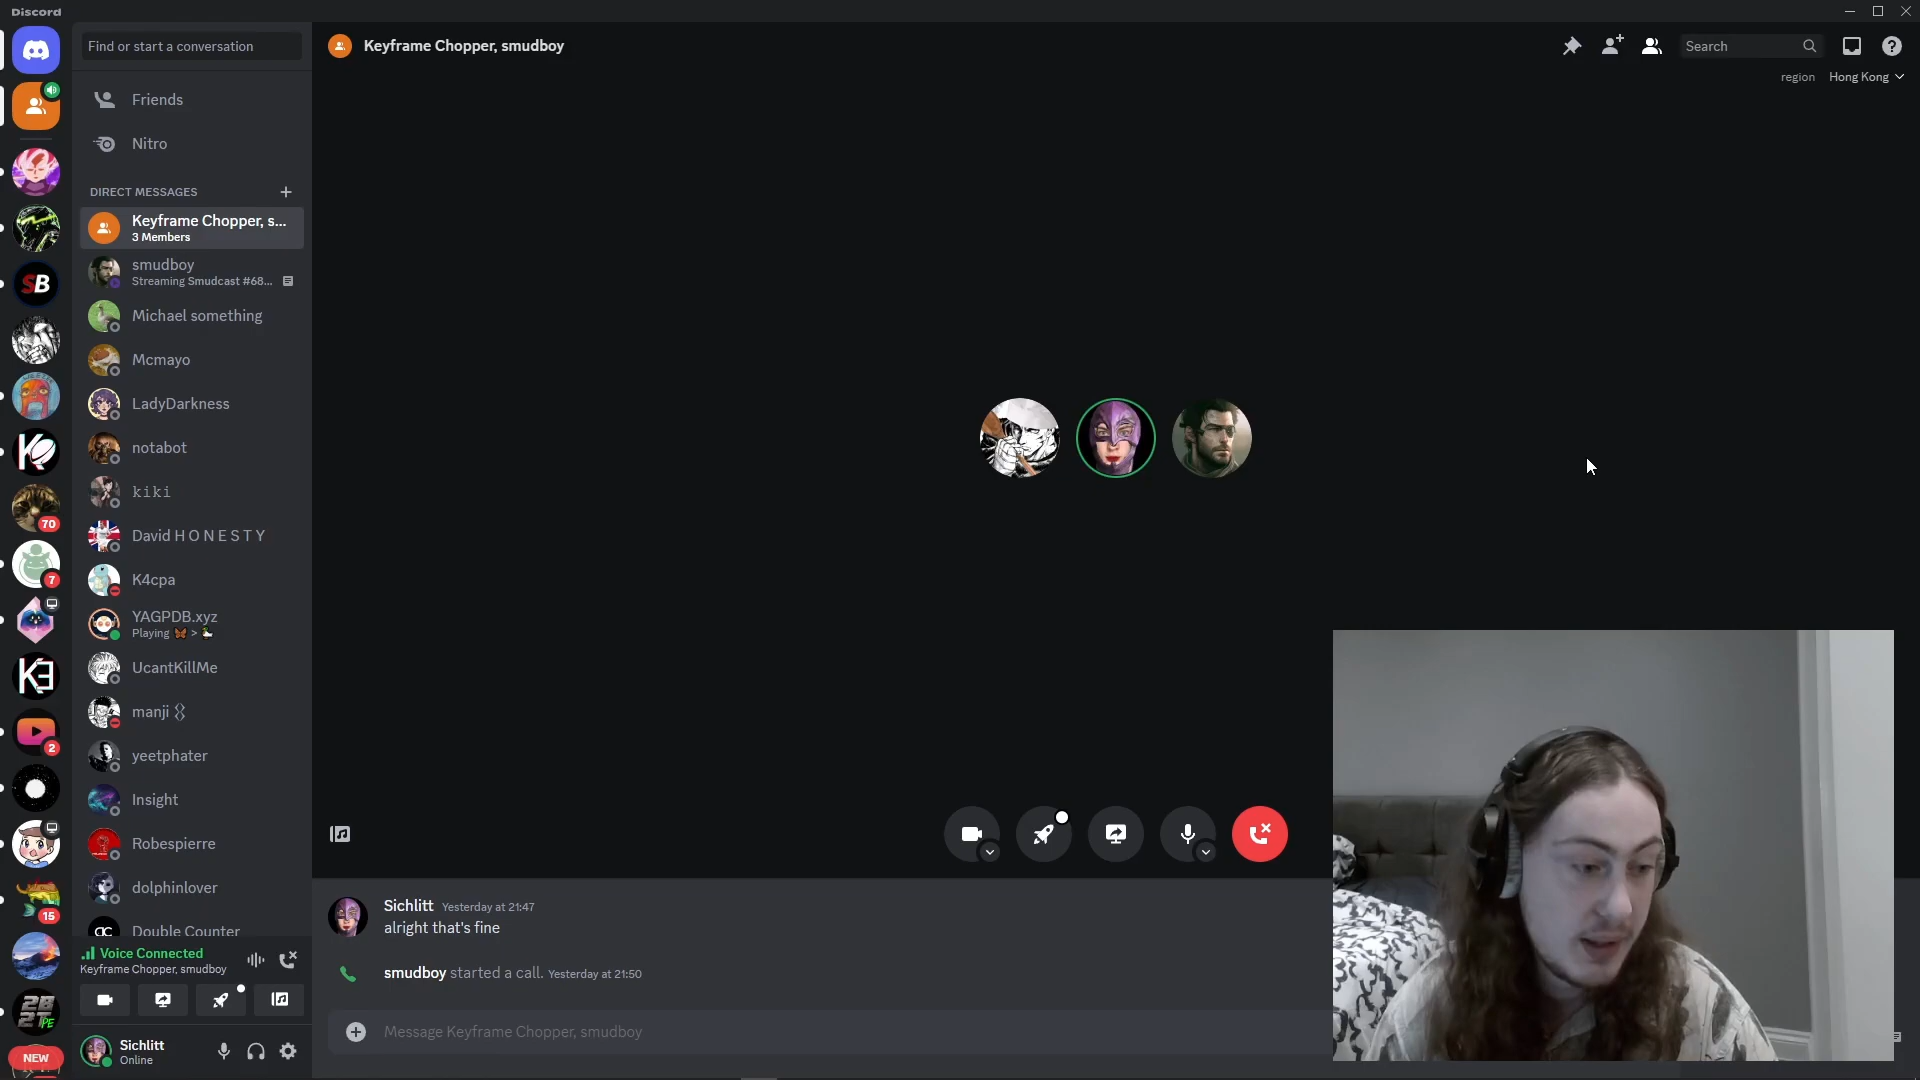 Discord
Find or start a conversation
Keyframe Chopper, smudboy
Search
region Hong Kong
Friends
Nitro
DIRECT MESSAGES
Keyframe Chopper, s...
3 Members
smudboy
Streaming Smudcast #68...
Michael something
Mcmayo
LadyDarkness
notabot
kiki
David H O N E S T Y
K4cpa
YAGPDB.xyz
Playing 🦋 > 🦆
UcantKillMe
manji
yeetphater
Insight
Robespierre
dolphinlover
Double Counter
SB
70
7
2
15
NEW
Voice Connected
Keyframe Chopper, smudboy
Sichlitt
Online
Sichlitt Yesterday at 21:47
alright that's fine
smudboy started a call. Yesterday at 21:50
Message Keyframe Chopper, smudboy